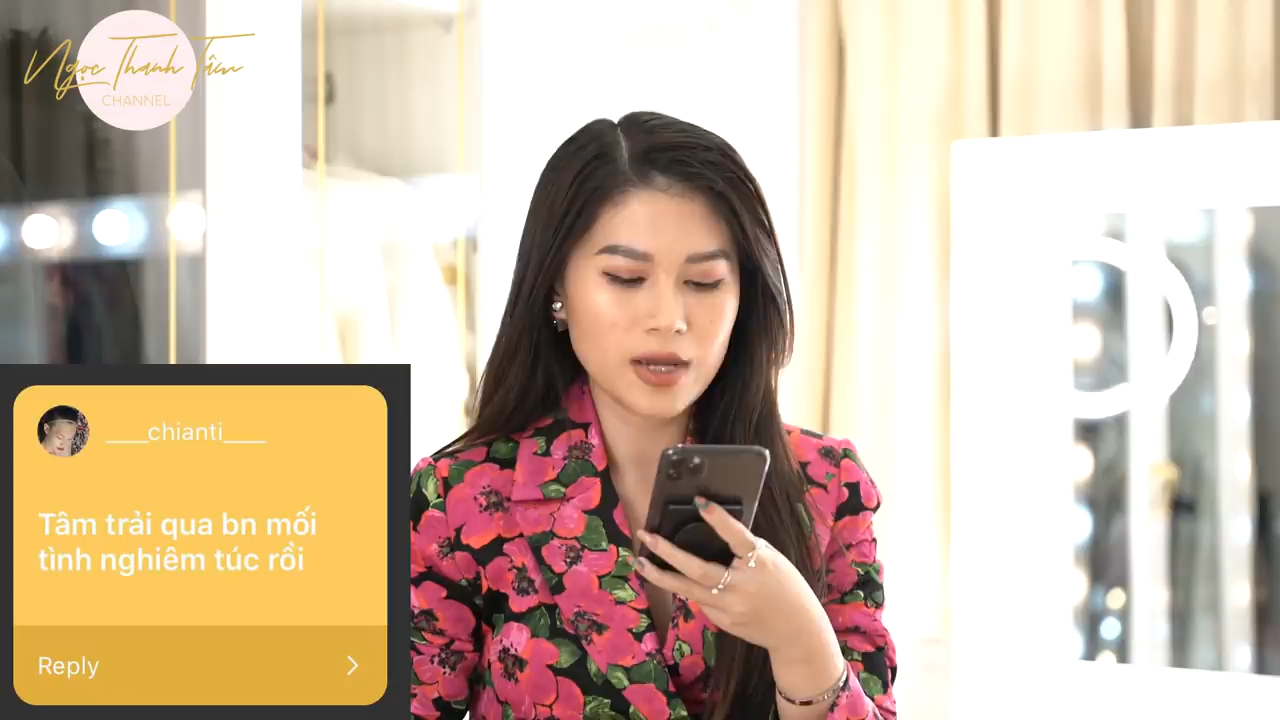 Ngọc Thanh Tâm
CHANNEL
____chianti____
Tâm trải qua bn mối
tình nghiêm túc rồi
Reply